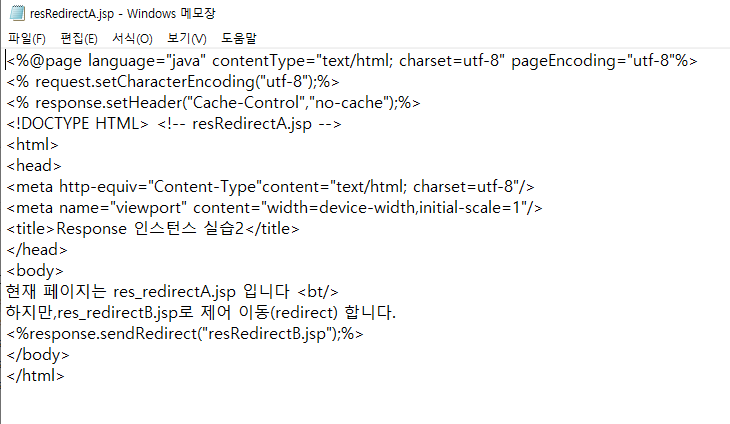 resRedirectA.jsp - Windows 메모장
파일(F) 편집(E) 서식(O) 보기(V) 도움말
<%@page language="java" contentType="text/html; charset=utf-8" pageEncoding="utf-8"%>
<% request.setCharacterEncoding("utf-8");%>
<% response.setHeader("Cache-Control","no-cache");%>
<!DOCTYPE HTML> <!-- resRedirectA.jsp -->
<html>
<head>
<meta http-equiv="Content-Type"content="text/html; charset=utf-8"/>
<meta name="viewport" content="width=device-width,initial-scale=1"/>
<title>Response 인스턴스 실습2</title>
</head>
<body>
현재 페이지는 res_redirectA.jsp 입니다 <bt/>
하지만,res_redirectB.jsp로 제어 이동(redirect) 합니다.
<%response.sendRedirect("resRedirectB.jsp");%>
</body>
</html>